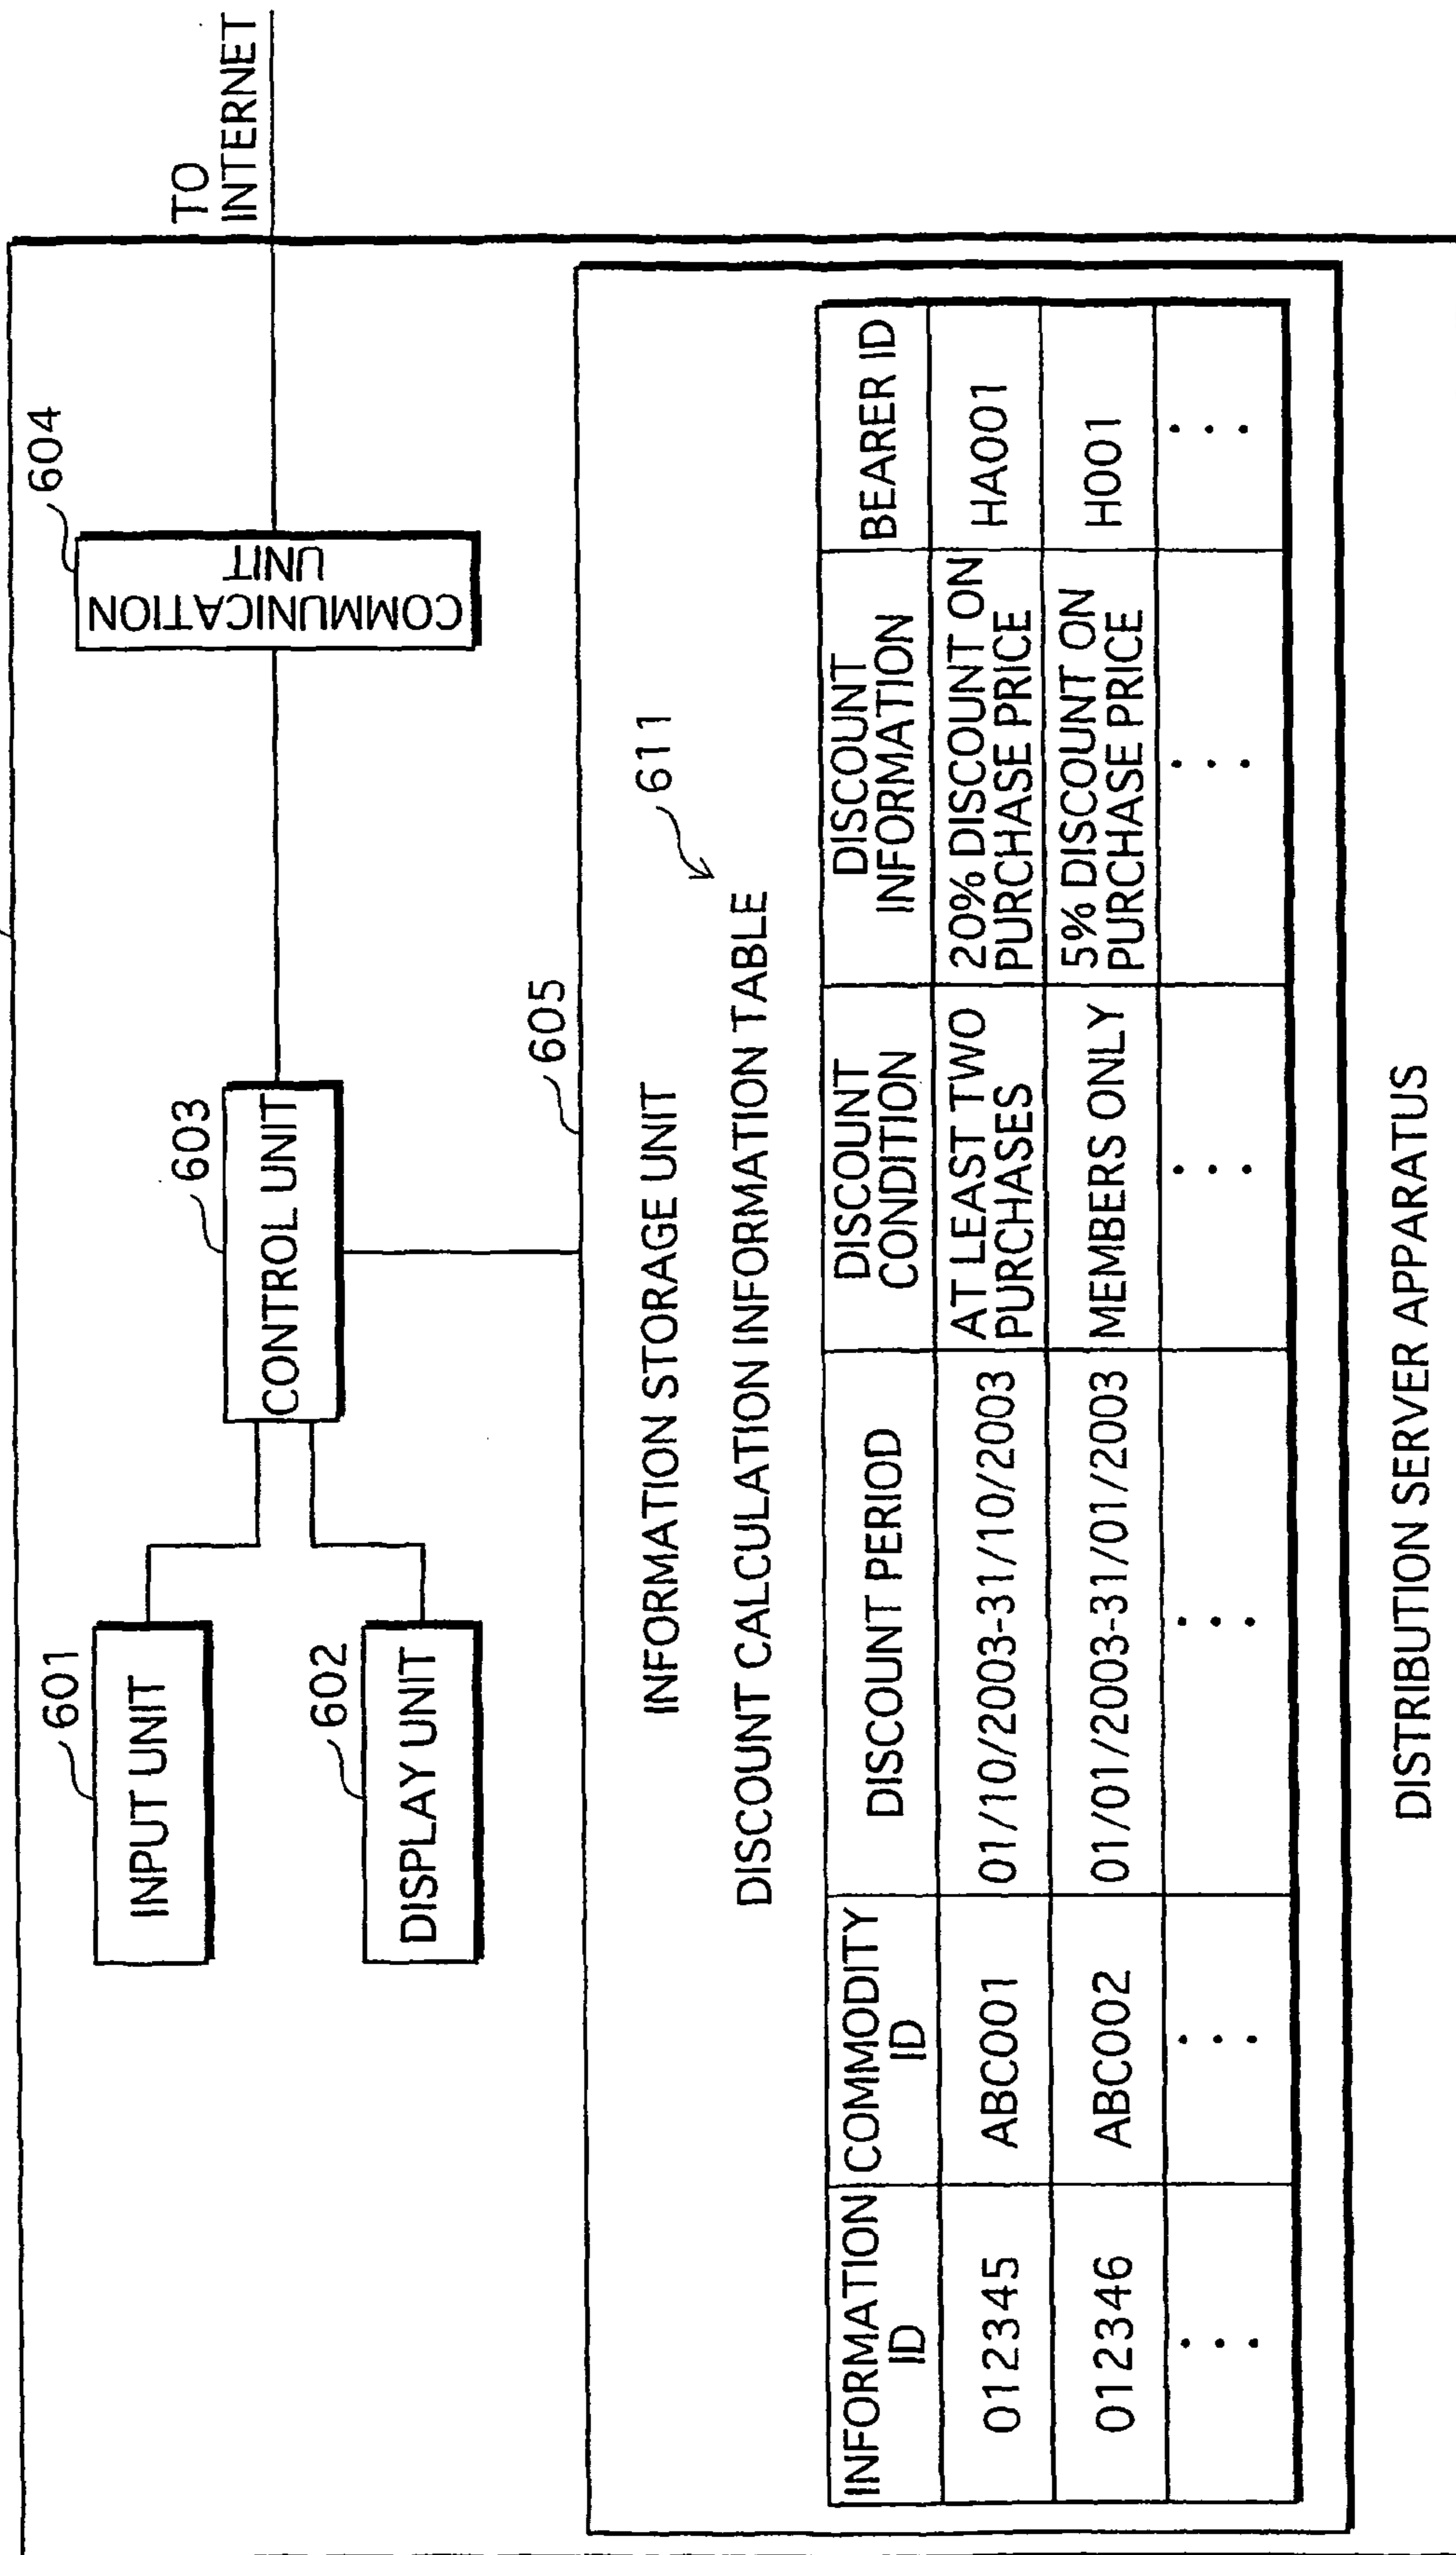 TO
INTERNET
604
COMMUNICATION
UNIT
603
CONTROL UNIT
601
INPUT UNIT
602
DISPLAY UNIT
605
INFORMATION STORAGE UNIT
611
DISCOUNT CALCULATION INFORMATION TABLE
INFORMATION ID COMMODITY ID DISCOUNT PERIOD DISCOUNT CONDITION DISCOUNT INFORMATION BEARER ID
012345 ABC001 01/10/2003-31/10/2003 AT LEAST TWO PURCHASES 20% DISCOUNT ON PURCHASE PRICE HA001
012346 ABC002 01/01/2003-31/01/2003 MEMBERS ONLY 5% DISCOUNT ON PURCHASE PRICE H001
... ... ... ... ... ...
DISTRIBUTION SERVER APPARATUS